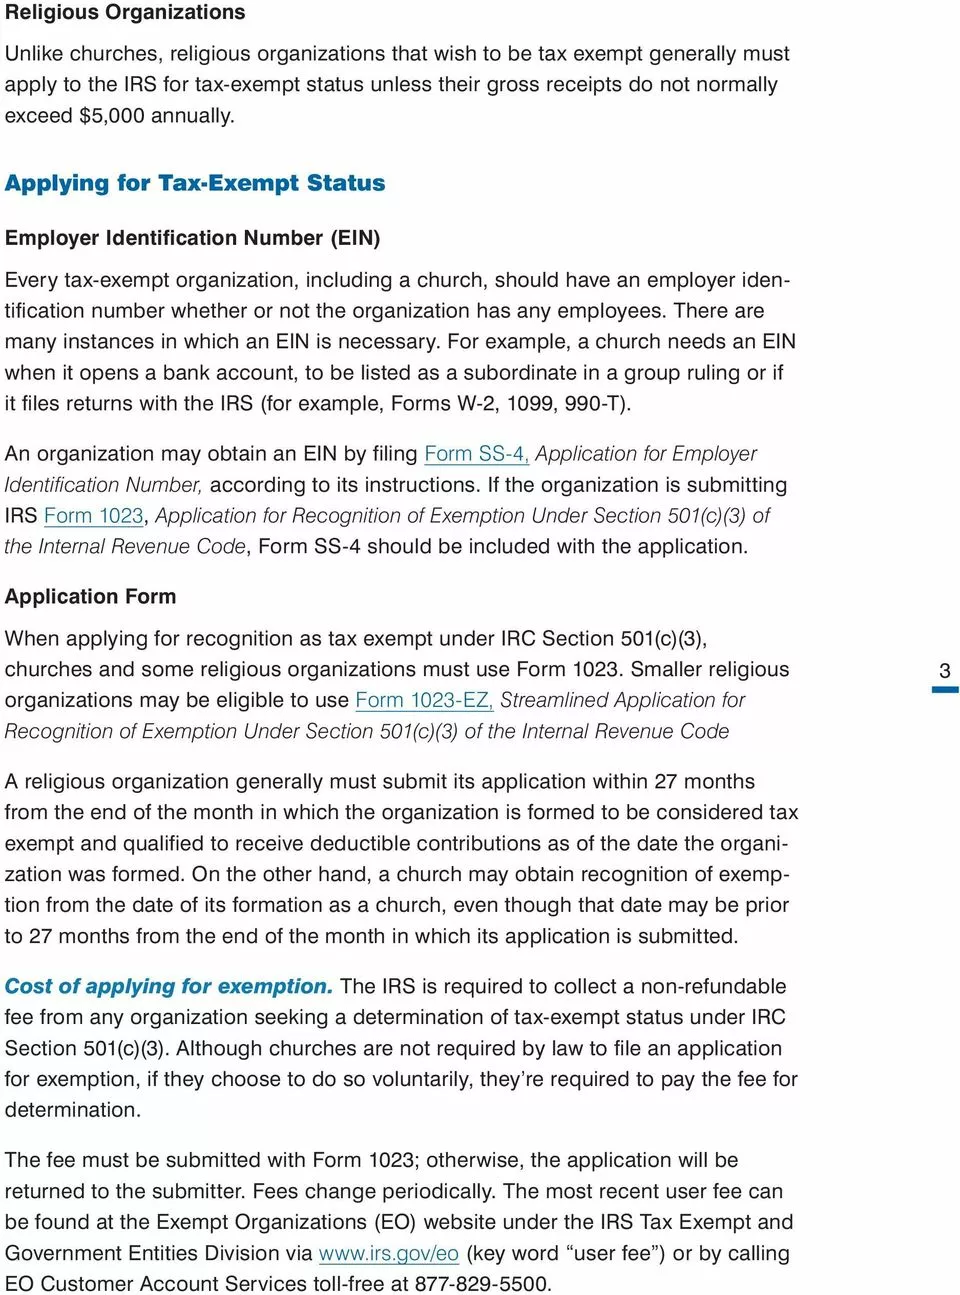 Religious Organizations
Unlike churches, religious organizations that wish to be tax exempt generally must
apply to the IRS for tax-exempt status unless their gross receipts do not normally
exceed $5,000 annually.
Applying for Tax-Exempt Status
Employer Identification Number (EIN)
Every tax-exempt organization, including a church, should have an employer iden-
tification number whether or not the organization has any employees. There are
many instances in which an EIN is necessary. For example, a church needs an EIN
when it opens a bank account, to be listed as a subordinate in a group ruling or if
it files returns with the IRS (for example, Forms W-2, 1099, 990-T).
An organization may obtain an EIN by filing Form SS-4, Application for Employer
Identification Number, according to its instructions. If the organization is submitting
IRS Form 1023, Application for Recognition of Exemption Under Section 501(c)(3) of
the Internal Revenue Code, Form SS-4 should be included with the application.
Application Form
When applying for recognition as tax exempt under IRC Section 501(c)(3),
churches and some religious organizations must use Form 1023. Smaller religious
organizations may be eligible to use Form 1023-EZ, Streamlined Application for
Recognition of Exemption Under Section 501(c)(3) of the Internal Revenue Code
3
A religious organization generally must submit its application within 27 months
from the end of the month in which the organization is formed to be considered tax
exempt and qualified to receive deductible contributions as of the date the organi-
zation was formed. On the other hand, a church may obtain recognition of exemp-
tion from the date of its formation as a church, even though that date may be prior
to 27 months from the end of the month in which its application is submitted.
Cost of applying for exemption. The IRS is required to collect a non-refundable
fee from any organization seeking a determination of tax-exempt status under IRC
Section 501(c)(3). Although churches are not required by law to file an application
for exemption, if they choose to do so voluntarily, they're required to pay the fee for
determination.
The fee must be submitted with Form 1023; otherwise, the application will be
returned to the submitter. Fees change periodically. The most recent user fee can
be found at the Exempt Organizations (EO) website under the IRS Tax Exempt and
Government Entities Division via www.irs.gov/eo (key word “user fee”) or by calling
EO Customer Account Services toll-free at 877-829-5500.